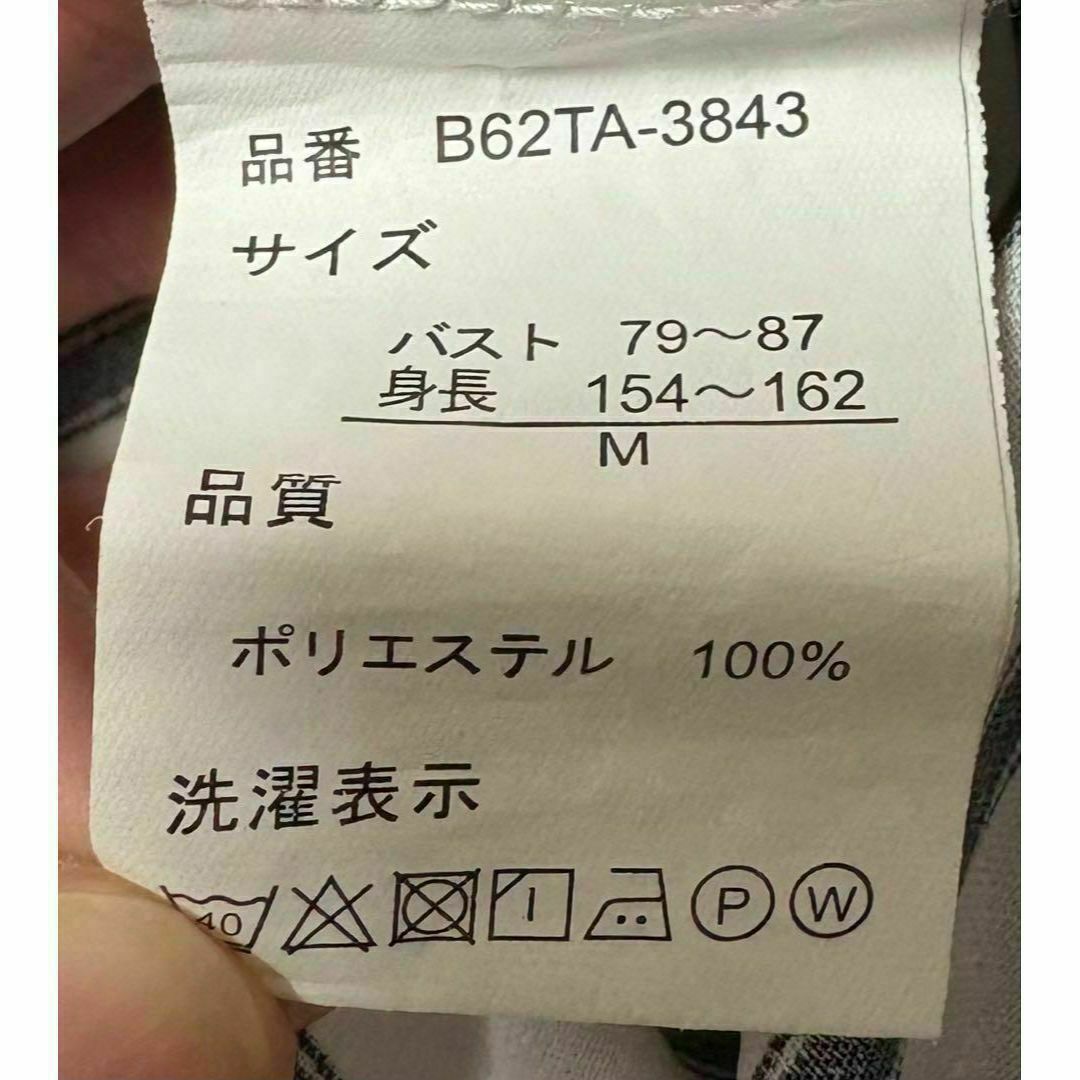 品番 B62TA-3843
サイズ
バスト 79～87
身長 154～162
M
品質
ポリエステル 100%
洗濯表示
40 P W